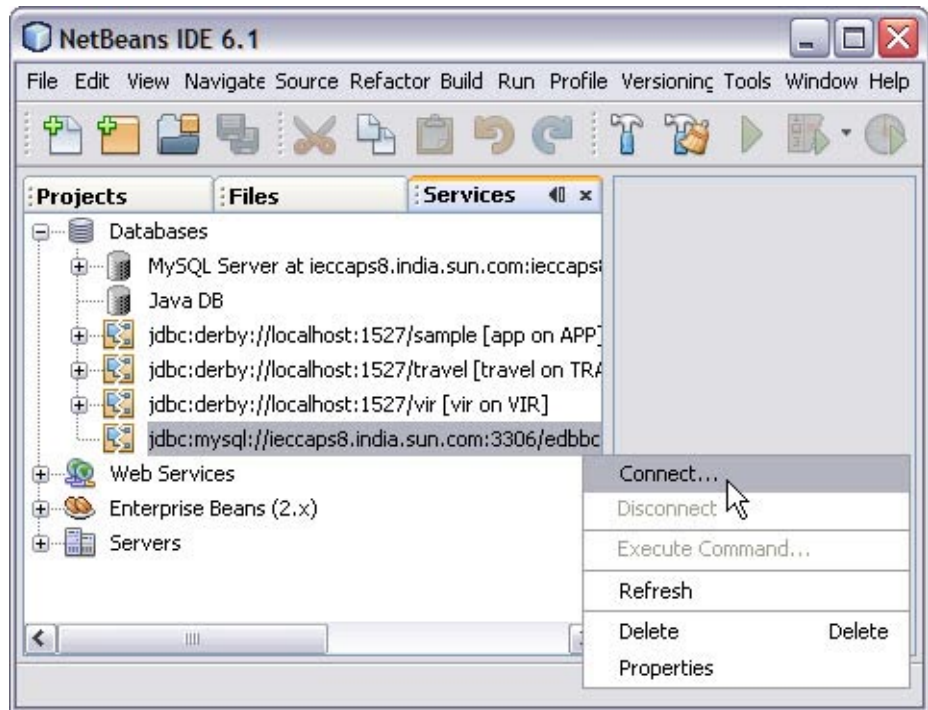 NetBeans IDE 6.1
File Edit View Navigate Source Refactor Build Run Profile Versioning Tools Window Help
Projects Files Services
Databases
MySQL Server at ieccaps8.india.sun.com:ieccaps8
Java DB
jdbc:derby://localhost:1527/sample [app on APP]
jdbc:derby://localhost:1527/travel [travel on TRA
jdbc:derby://localhost:1527/vir [vir on VIR]
jdbc:mysql://ieccaps8.india.sun.com:3306/edbbc
Web Services
Enterprise Beans (2.x)
Servers
Connect...
Disconnect
Execute Command...
Refresh
Delete Delete
Properties